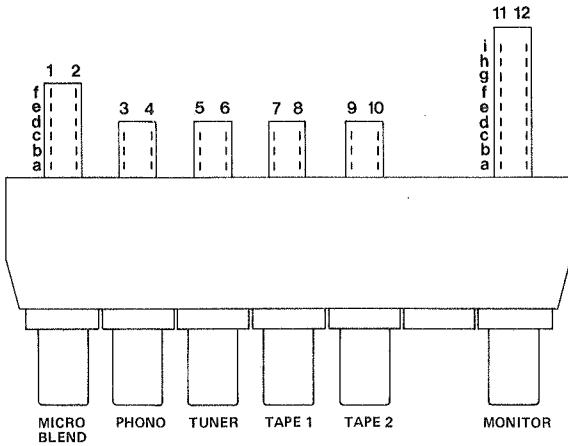 11 12
1 2
3 4
5 6
7 8
9 10
f
e
d
c
b
a
i
h
g
f
e
d
c
b
a
MICRO
BLEND
PHONO
TUNER
TAPE 1
TAPE 2
MONITOR